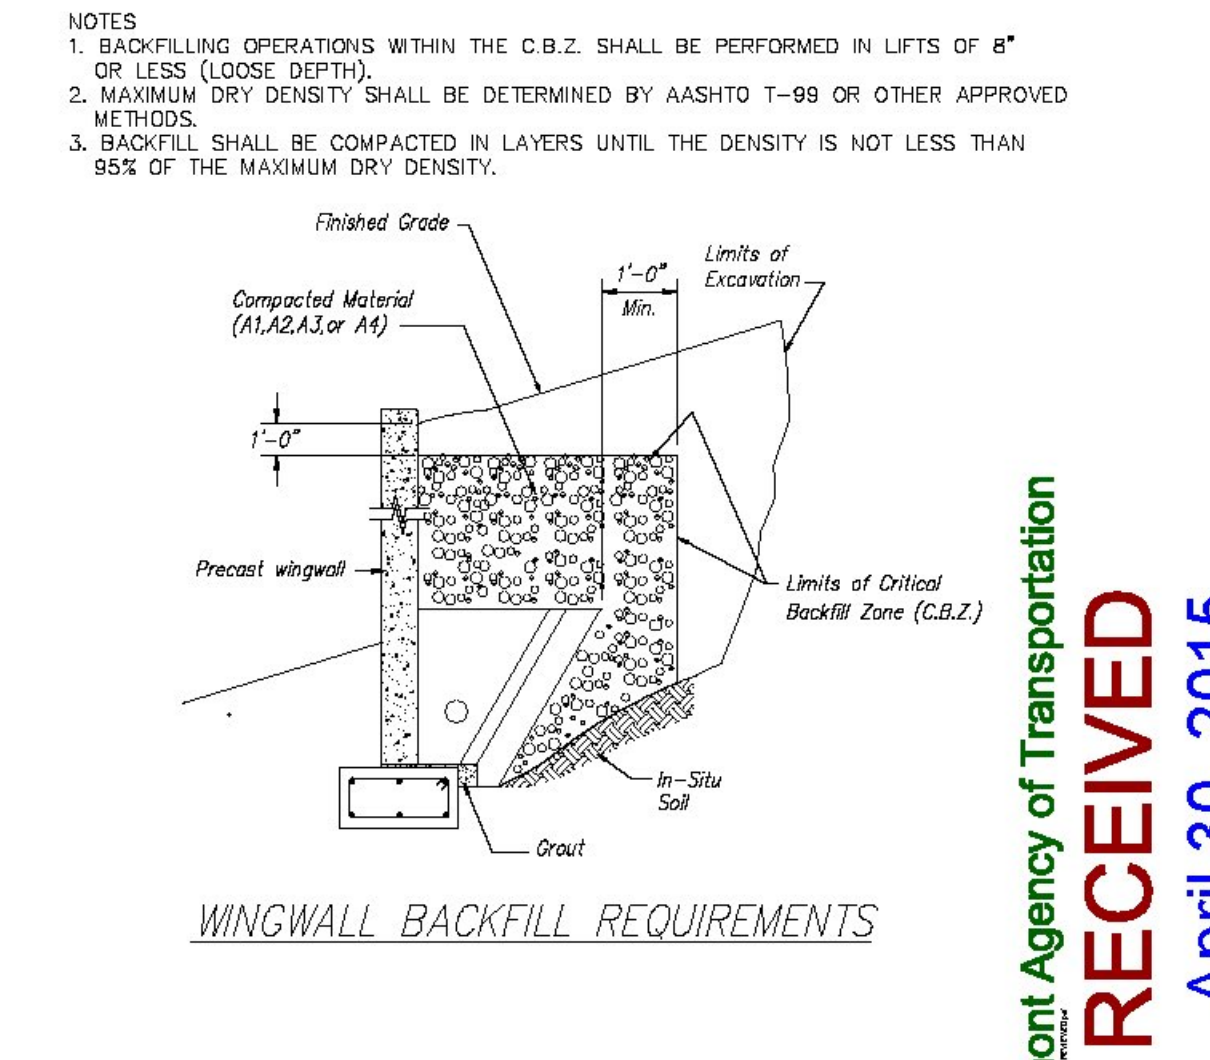 NOTES
1. BACKFILLING OPERATIONS WITHIN THE C.B.Z. SHALL BE PERFORMED IN LIFTS OF 8"
OR LESS (LOOSE DEPTH).
2. MAXIMUM DRY DENSITY SHALL BE DETERMINED BY AASHTO T-99 OR OTHER APPROVED
METHODS.
3. BACKFILL SHALL BE COMPACTED IN LAYERS UNTIL THE DENSITY IS NOT LESS THAN
95% OF THE MAXIMUM DRY DENSITY.
Finished Grade
Limits of
Excavation
1'-0"
Min.
Compacted Material
(A1,A2,A3,or A4)
1'-0"
Precast wingwall
Limits of Critical
Backfill Zone (C.B.Z.)
In-Situ
Soil
Grout
WINGWALL BACKFILL REQUIREMENTS
ont Agency of Transportation
RECEIVED
April 30, 2015